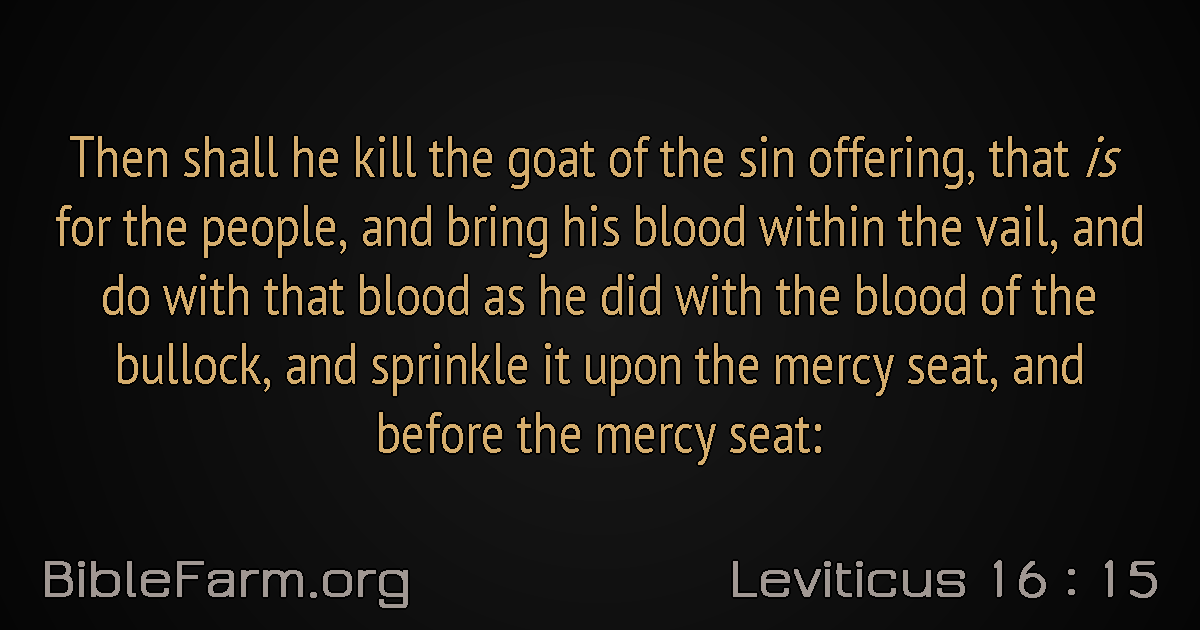 Then shall he kill the goat of the sin offering, that is
for the people, and bring his blood within the vail, and
do with that blood as he did with the blood of the
bullock, and sprinkle it upon the mercy seat, and
before the mercy seat:
BibleFarm.org
Leviticus 16 : 15